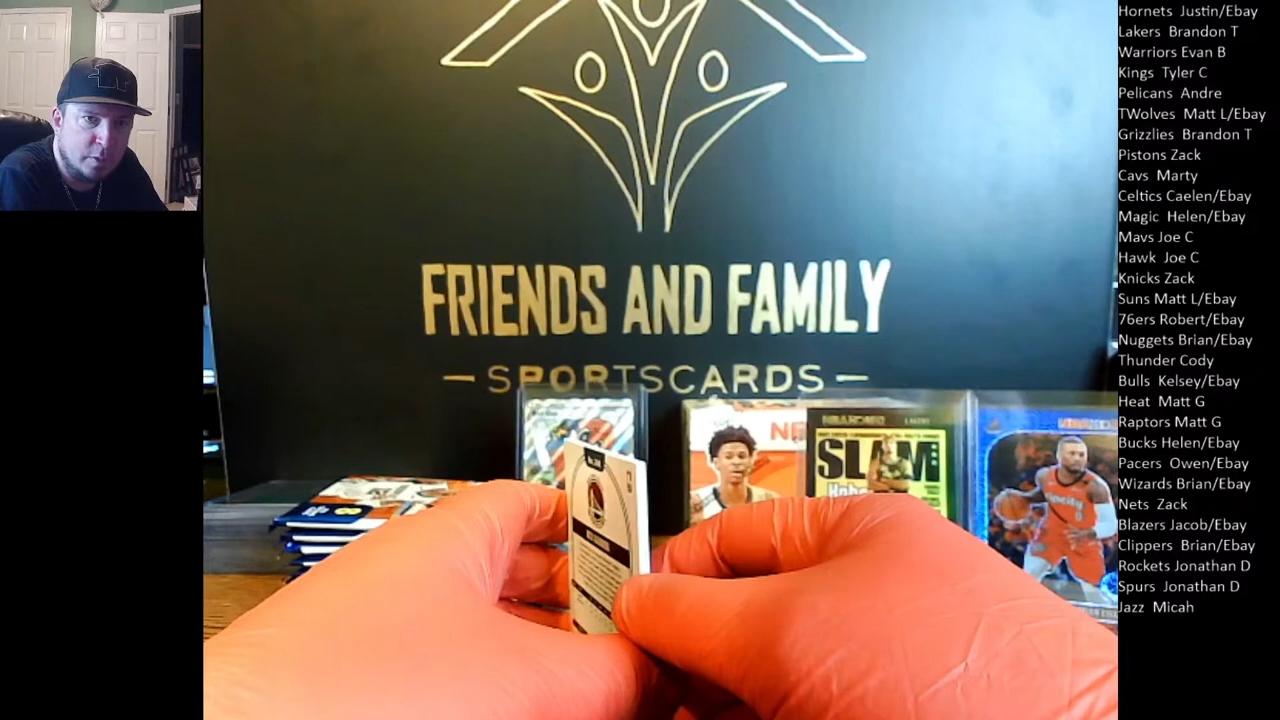 FRIENDS AND FAMILY
— SPORTSCARDS —
SLAM
Hornets Justin/Ebay
Lakers Brandon T
Warriors Evan B
Kings Tyler C
Pelicans Andre
TWolves Matt L/Ebay
Grizzlies Brandon T
Pistons Zack
Cavs Marty
Celtics Caelen/Ebay
Magic Helen/Ebay
Mavs Joe C
Hawk Joe C
Knicks Zack
Suns Matt L/Ebay
76ers Robert/Ebay
Nuggets Brian/Ebay
Thunder Cody
Bulls Kelsey/Ebay
Heat Matt G
Raptors Matt G
Bucks Helen/Ebay
Pacers Owen/Ebay
Wizards Brian/Ebay
Nets Zack
Blazers Jacob/Ebay
Clippers Brian/Ebay
Rockets Jonathan D
Spurs Jonathan D
Jazz Micah